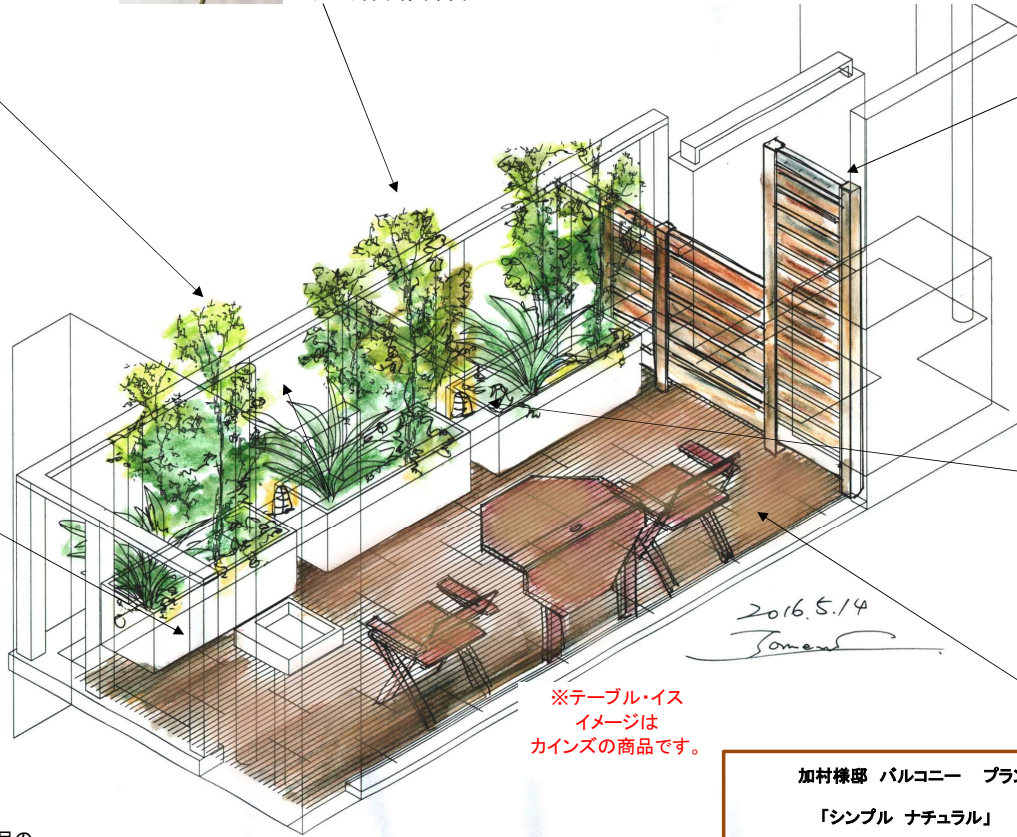 2016.5.14
※テーブル・イス
イメージは
カインズの商品です。
加村様邸 バルコニー プラン
「シンプル ナチュラル」